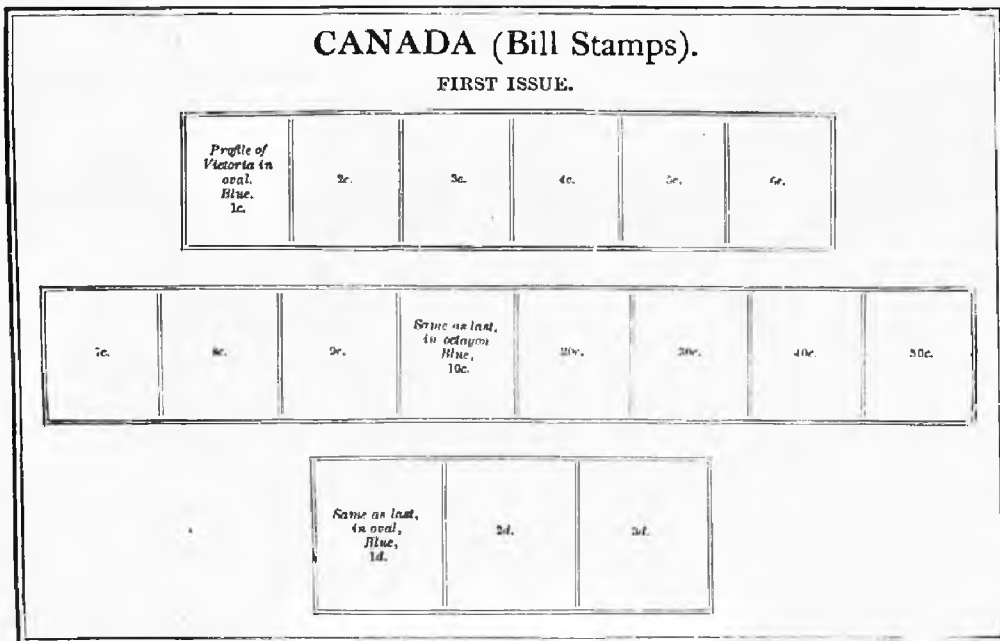 CANADA (Bill Stamps).
FIRST ISSUE.
Profile of
Victoria in
oval.
Blue.
1c.
2c.
3c.
4c.
5c.
6c.
7c.
8c.
9c.
Same as last,
in octagon
Blue,
10c.
20c.
30c.
40c.
50c.
Same as last,
in oval,
Blue,
1d.
2d.
3d.